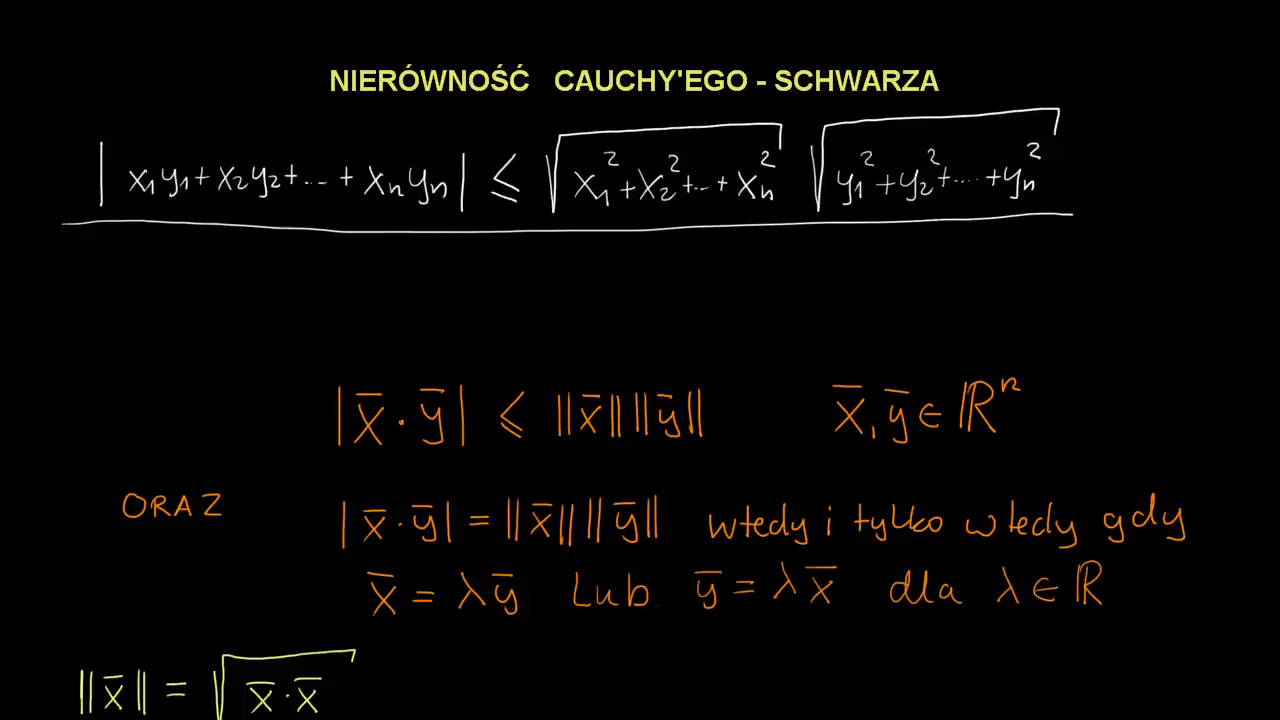 NIERÓWNOŚĆ CAUCHY'EGO - SCHWARZA
| x₁y₁ + x₂y₂ + ... + xₙyₙ | ⩽ √(x₁² + x₂² + ... + xₙ²) √(y₁² + y₂² + .... + yₙ²)
| x̅ · y̅ | ⩽ ||x̅|| ||y̅|| x̅, y̅ ∈ ℝⁿ
ORAZ | x̅ · y̅ | = ||x̅|| ||y̅|| wtedy i tylko wtedy gdy
x̅ = λy̅ Lub y̅ = λx̅ dla λ ∈ ℝ
||x̅|| = √(x̅ · x̅)